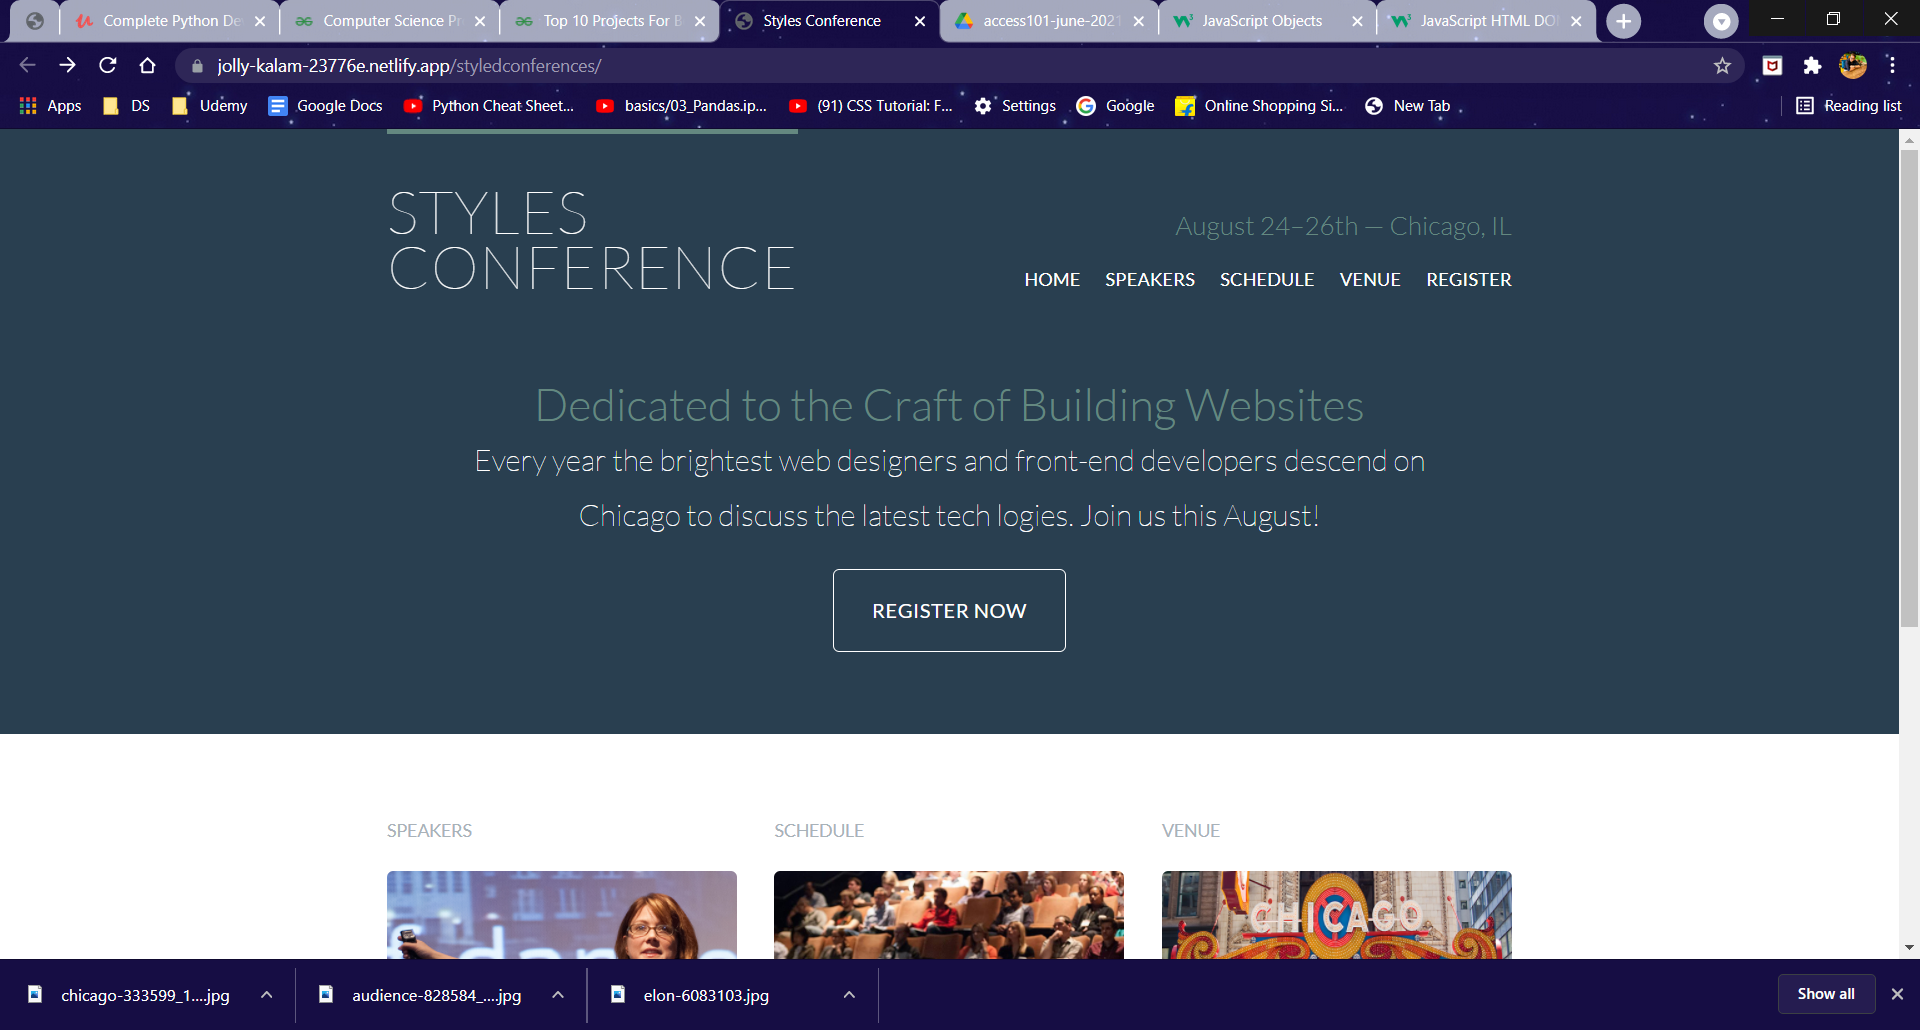 Complete Python De
Computer Science Pr
Top 10 Projects For B
Styles Conference
access101-june-2021
JavaScript Objects
JavaScript HTML DO
jolly-kalam-23776e.netlify.app/styledconferences/
Apps
DS
Udemy
Google Docs
Python Cheat Sheet...
basics/03_Pandas.ip...
(91) CSS Tutorial: F...
Settings
Google
Online Shopping Si...
New Tab
Reading list
STYLES
CONFERENCE
August 24–26th — Chicago, IL
HOME SPEAKERS SCHEDULE VENUE REGISTER
Dedicated to the Craft of Building Websites
Every year the brightest web designers and front-end developers descend on
Chicago to discuss the latest tech logies. Join us this August!
REGISTER NOW
SPEAKERS
SCHEDULE
VENUE
CHICAGO
chicago-333599_1....jpg
audience-828584_....jpg
elon-6083103.jpg
Show all